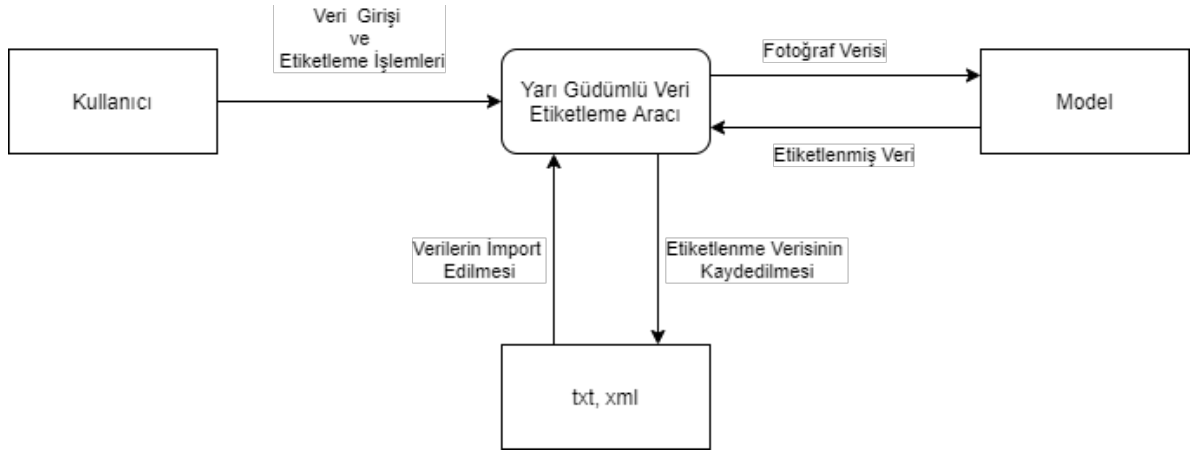 Veri Girişi
ve
Etiketleme İşlemleri
Kullanıcı
Yarı Güdümlü Veri
Etiketleme Aracı
Fotoğraf Verisi
Model
Etiketlenmiş Veri
Verilerin İmport
Edilmesi
Etiketlenme Verisinin
Kaydedilmesi
txt, xml